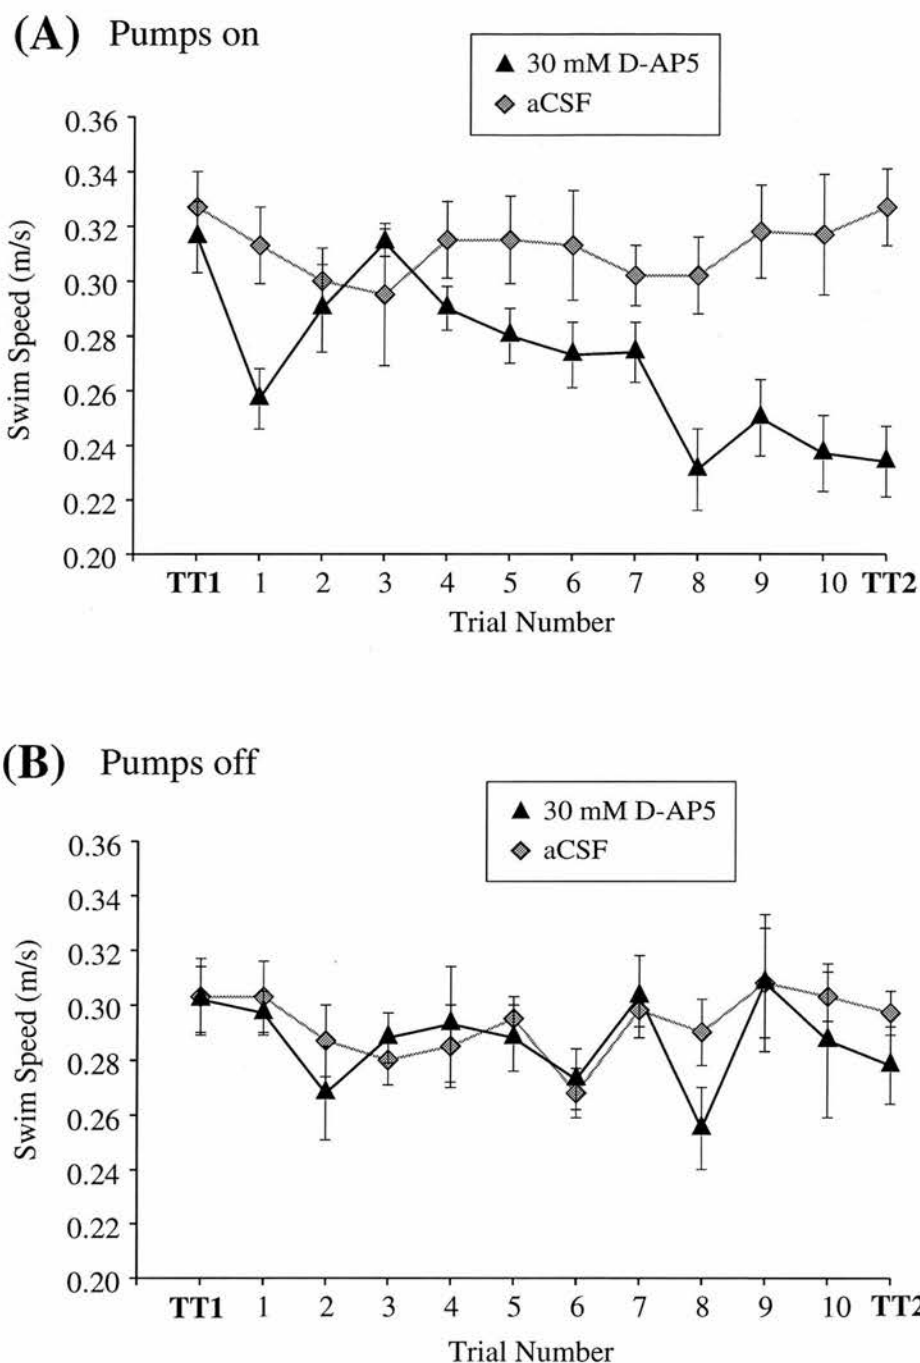 (A) Pumps on
▲ 30 mM D-AP5
◆ aCSF
0.36
0.34
0.32
0.30
0.28
0.26
0.24
0.22
0.20
Swim Speed (m/s)
TT1 1 2 3 4 5 6 7 8 9 10 TT2
Trial Number
(B) Pumps off
▲ 30 mM D-AP5
◆ aCSF
0.36
0.34
0.32
0.30
0.28
0.26
0.24
0.22
0.20
Swim Speed (m/s)
TT1 1 2 3 4 5 6 7 8 9 10 TT2
Trial Number